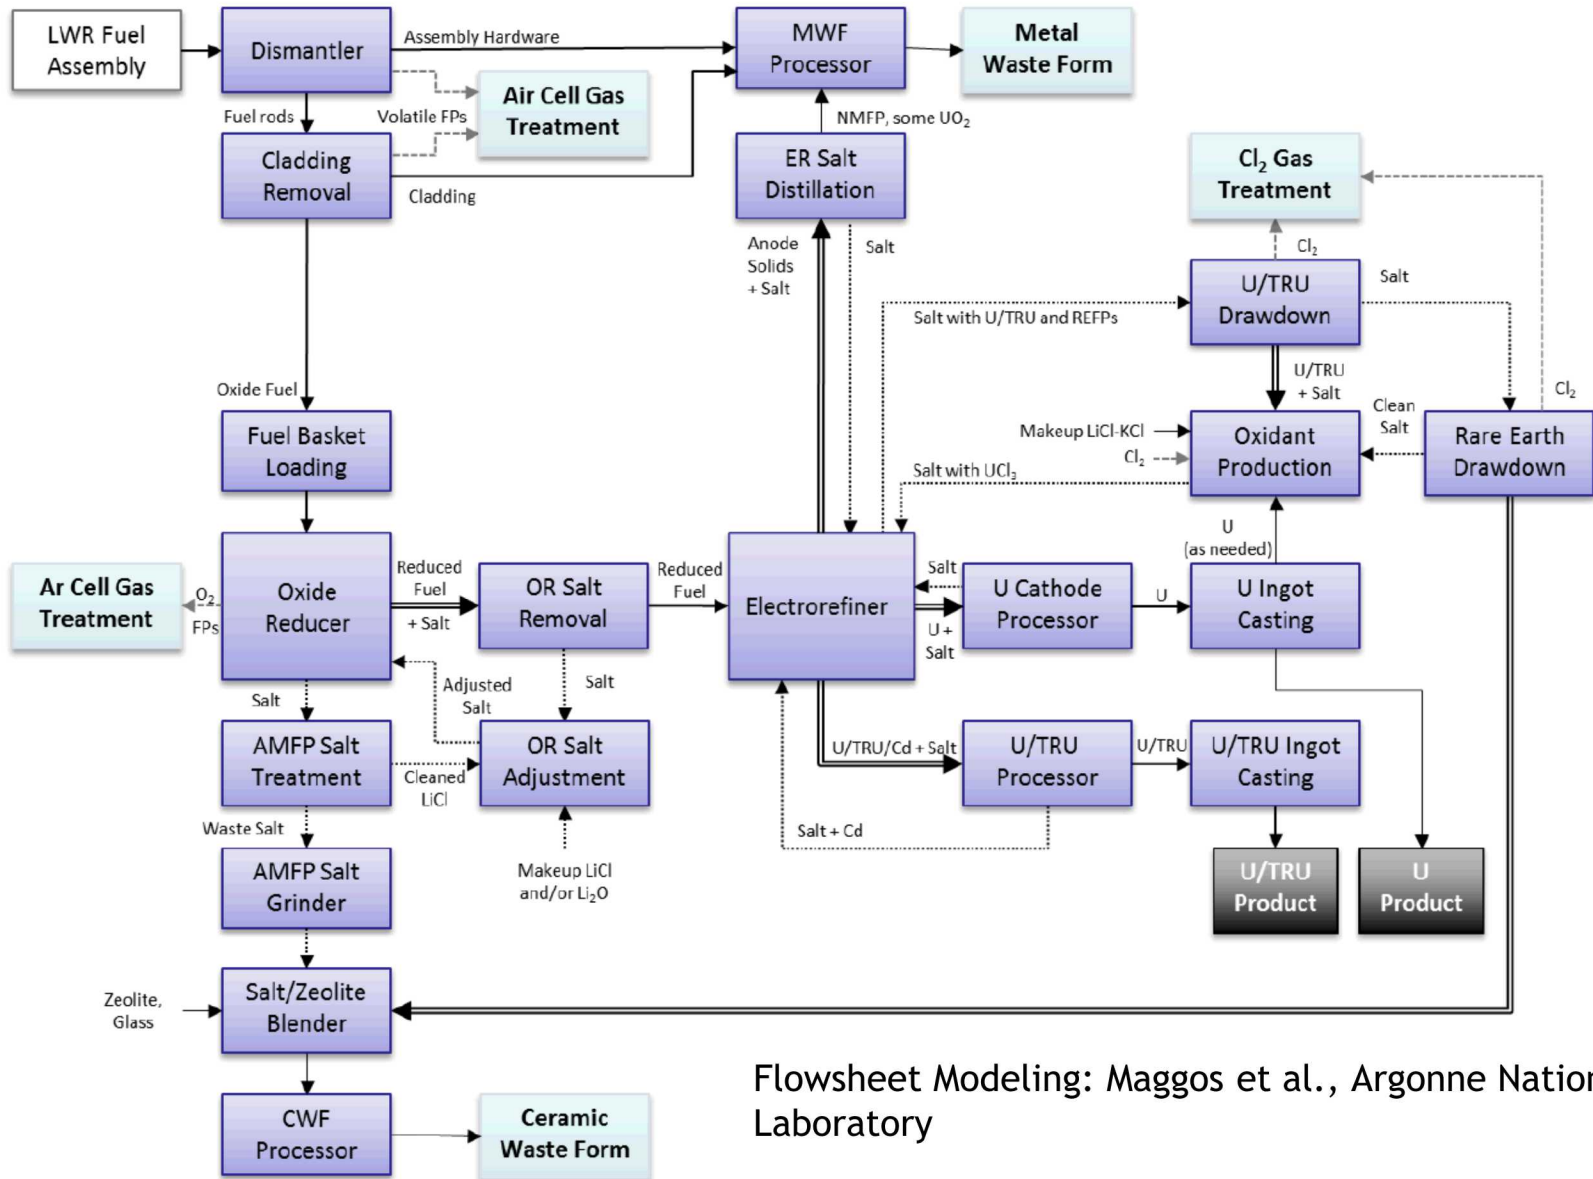 LWR Fuel
Assembly
Dismantler
Assembly Hardware
MWF
Processor
Metal
Waste Form
Air Cell Gas
Treatment
Fuel rods
Volatile FPs
NMFP, some UO₂
Cladding
Removal
Cladding
ER Salt
Distillation
Cl₂ Gas
Treatment
Anode
Solids
+ Salt
Salt
Cl₂
U/TRU
Drawdown
Salt
Salt with U/TRU and REFPs
U/TRU
+ Salt
Cl₂
Oxide Fuel
Clean
Salt
Fuel Basket
Loading
Makeup LiCl-KCl
Cl₂
Oxidant
Production
Rare Earth
Drawdown
Salt with UCl₃
U
(as needed)
Ar Cell Gas
Treatment
O₂
FPs
Oxide
Reducer
Reduced
Fuel
+ Salt
OR Salt
Removal
Reduced
Fuel
Electrorefiner
Salt
U +
Salt
U Cathode
Processor
U
U Ingot
Casting
Salt
Adjusted
Salt
Salt
AMFP Salt
Treatment
Cleaned
LiCl
OR Salt
Adjustment
U/TRU/Cd + Salt
U/TRU
Processor
U/TRU
U/TRU Ingot
Casting
Waste Salt
Salt + Cd
AMFP Salt
Grinder
Makeup LiCl
and/or Li₂O
U/TRU
Product
U
Product
Zeolite,
Glass
Salt/Zeolite
Blender
CWF
Processor
Ceramic
Waste Form
Flowsheet Modeling: Maggos et al., Argonne Nation
Laboratory